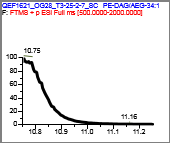 QEF1621_OG28_T3-25-2-7_SC PE-DAG/AEG-34:1
F: FTMS + p ESI Full ms [500.0000-2000.0000]
10.75
100
80
60
40
20
0
11.16
10.8 10.9 11.0 11.1 11.2